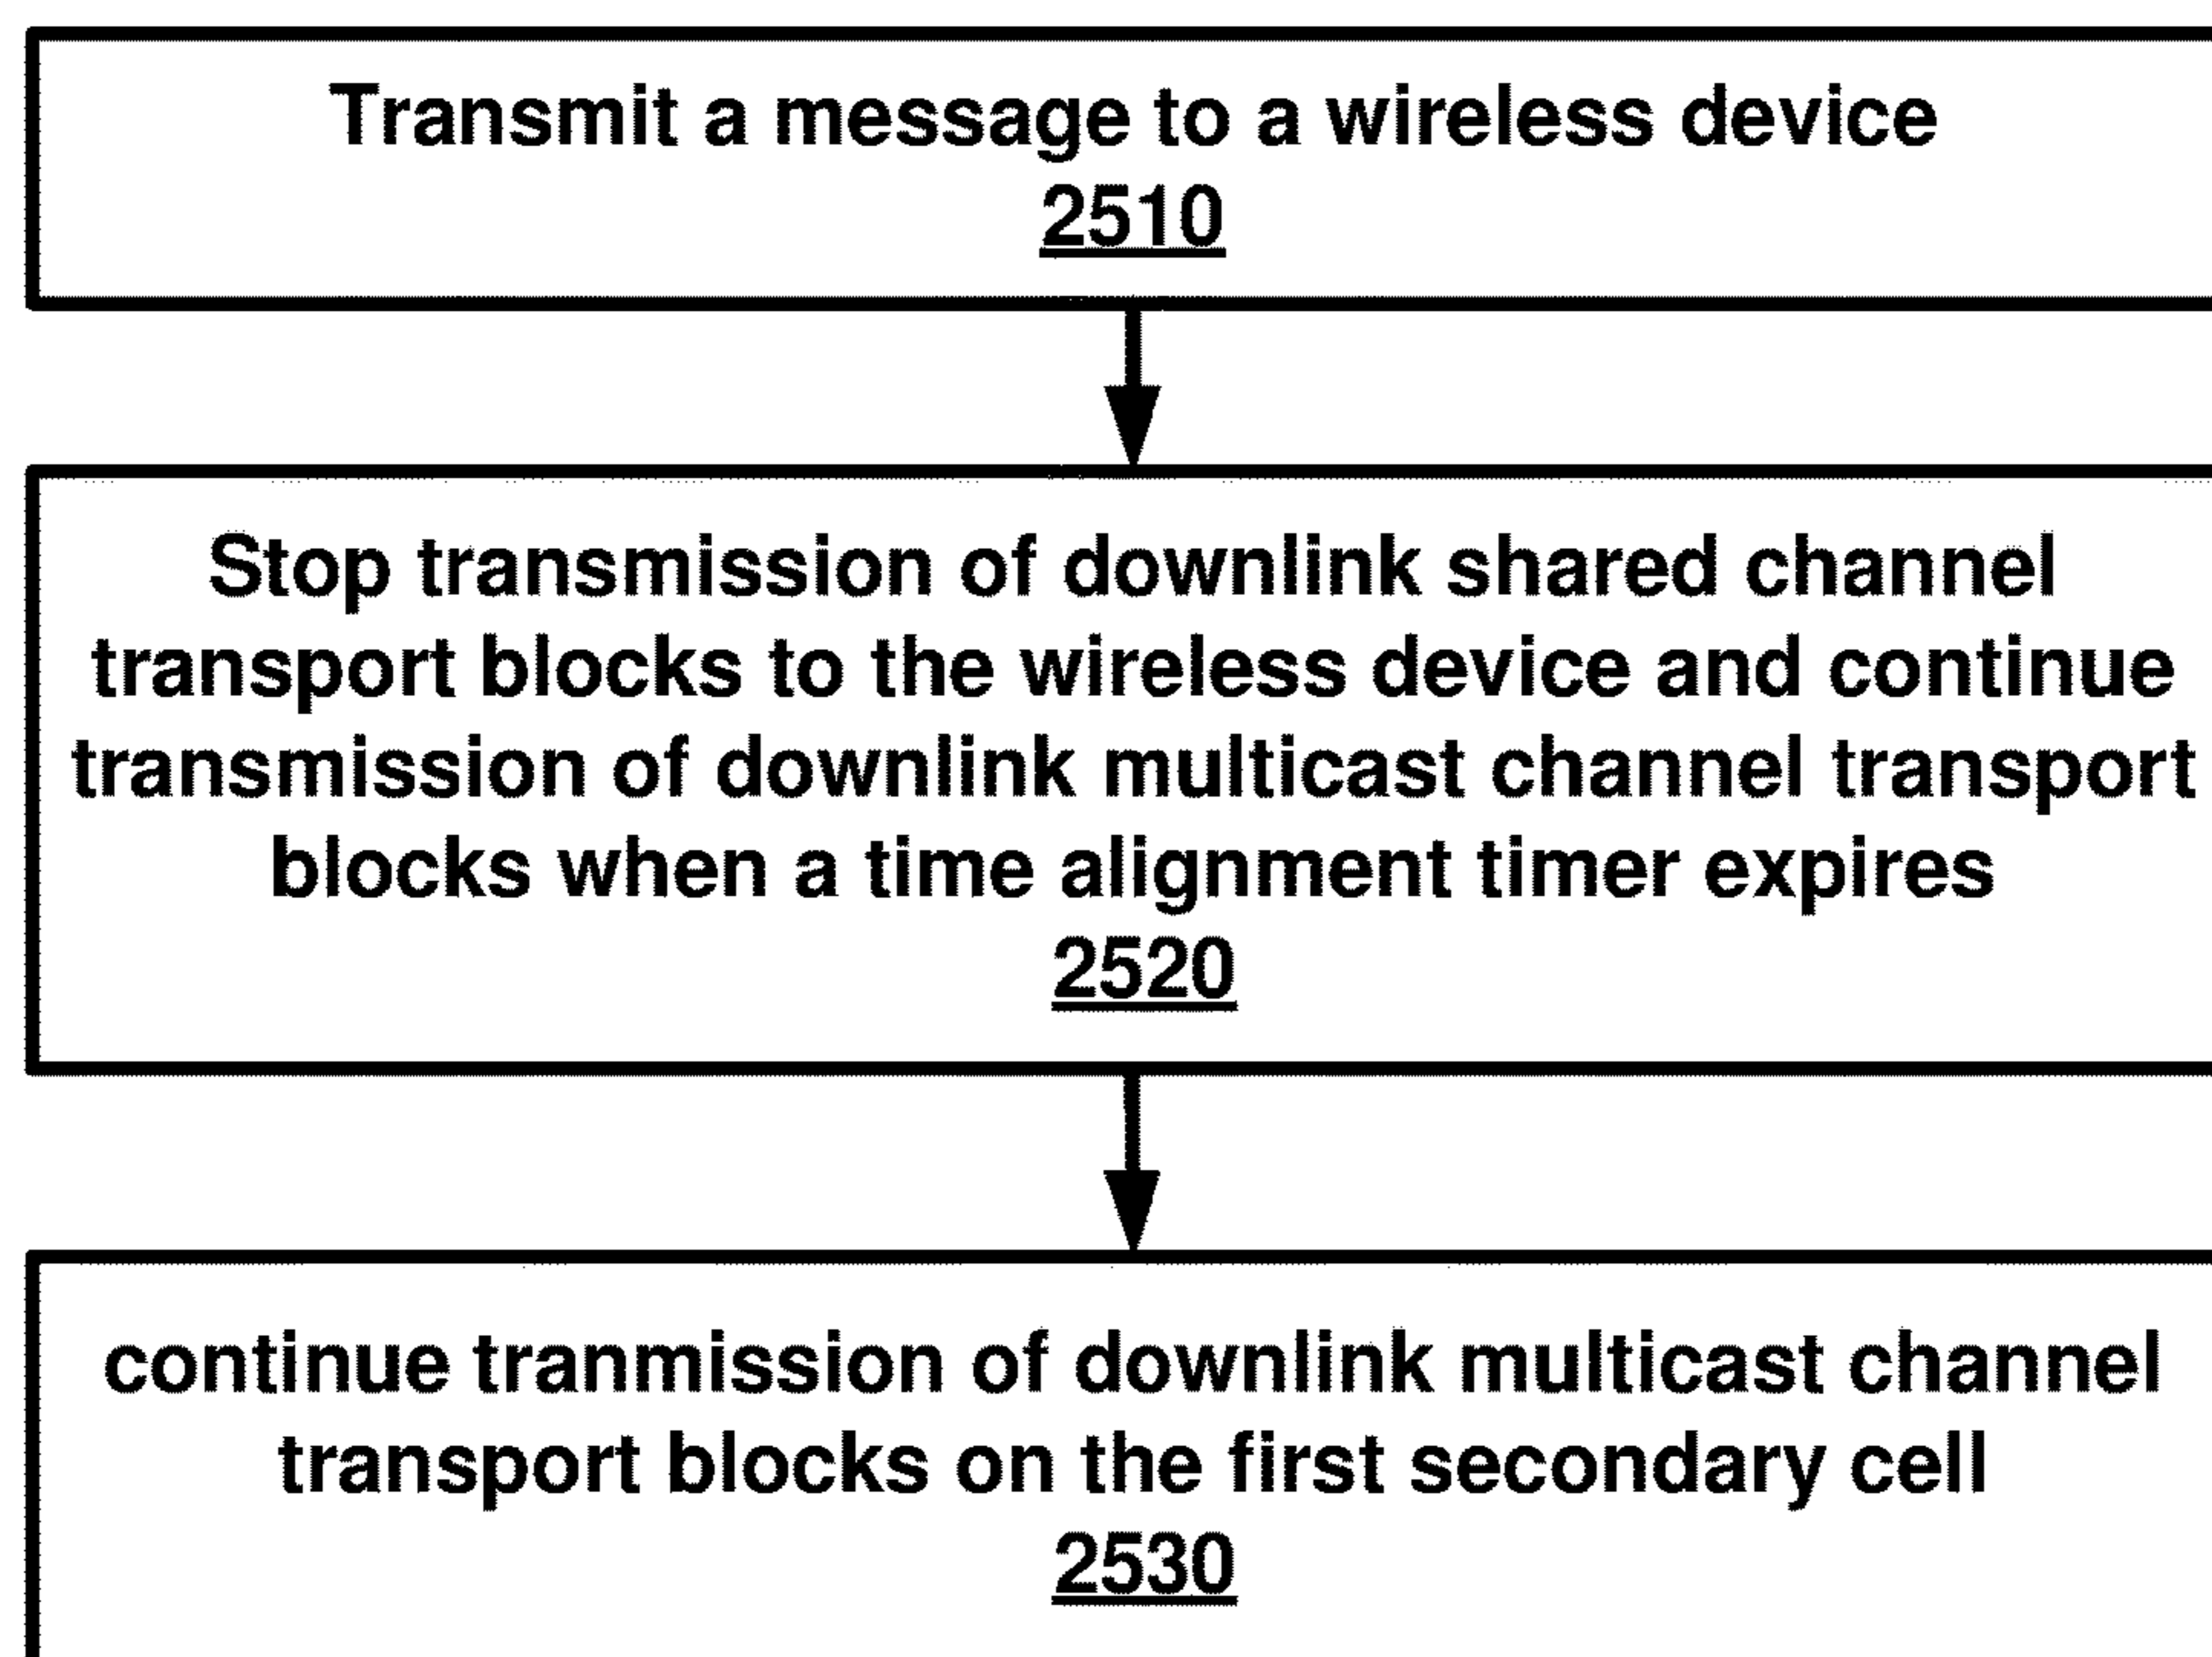 Transmit a message to a wireless device
2510
Stop transmission of downlink shared channel
transport blocks to the wireless device and continue
transmission of downlink multicast channel transport
blocks when a time alignment timer expires
2520
continue tranmission of downlink multicast channel
transport blocks on the first secondary cell
2530